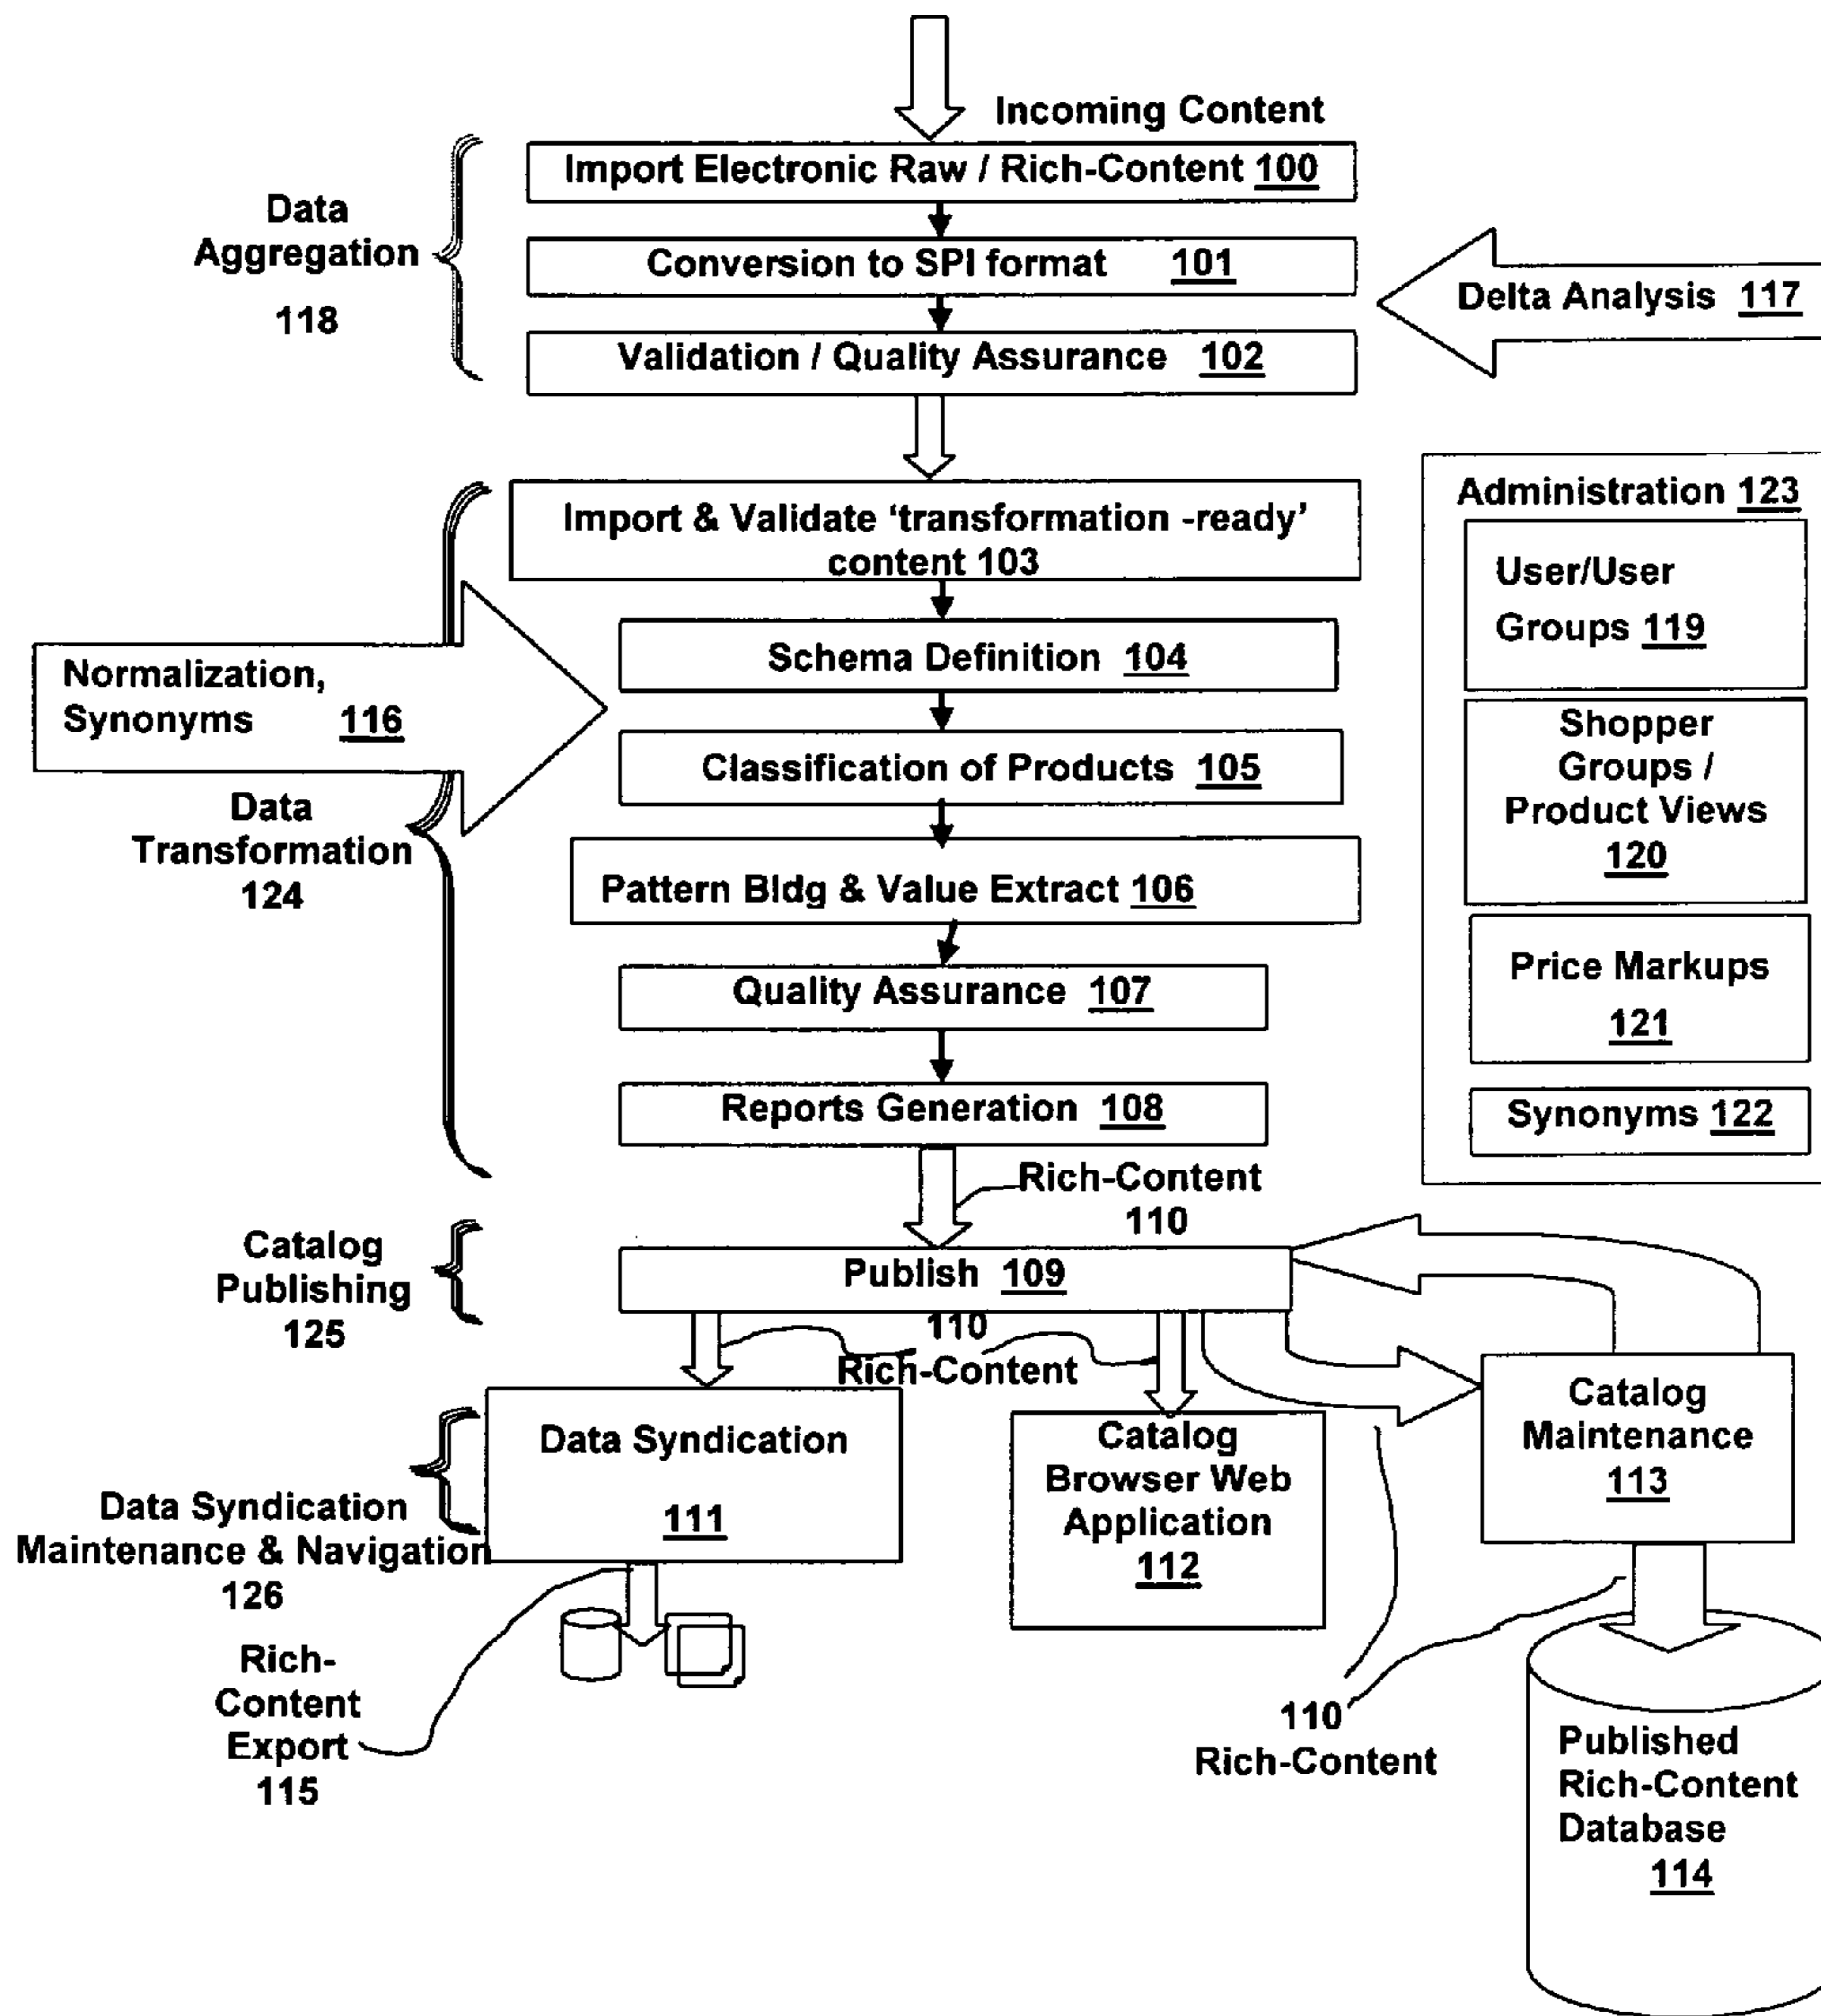 Incoming Content
Import Electronic Raw / Rich-Content 100
Data
Aggregation
118
Conversion to SPI format 101
Delta Analysis 117
Validation / Quality Assurance 102
Import & Validate ‘transformation -ready’
content 103
Administration 123
User/User
Groups 119
Shopper
Groups /
Product Views
120
Price Markups
121
Synonyms 122
Normalization,
Synonyms 116
Schema Definition 104
Classification of Products 105
Data
Transformation
124
Pattern Bldg & Value Extract 106
Quality Assurance 107
Reports Generation 108
Rich-Content
110
Catalog
Publishing
125
Publish 109
110
Rich-Content
Data Syndication
111
Catalog
Browser Web
Application
112
Catalog
Maintenance
113
Data Syndication
Maintenance & Navigation
126
Rich-
Content
Export
115
110
Rich-Content
Published
Rich-Content
Database
114